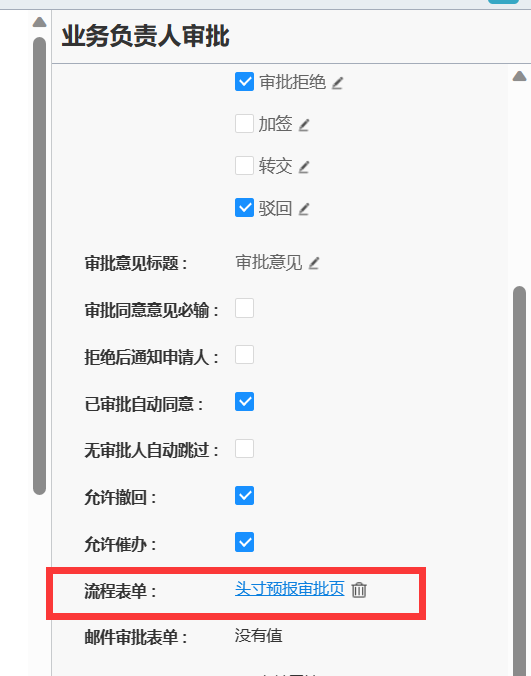 业务负责人审批
审批拒绝
加签
转交
驳回
审批意见标题： 审批意见
审批同意意见必输：
拒绝后通知申请人：
已审批自动同意：
无审批人自动跳过：
允许撤回：
允许催办：
流程表单： 头寸预报审批页
邮件审批表单： 没有值